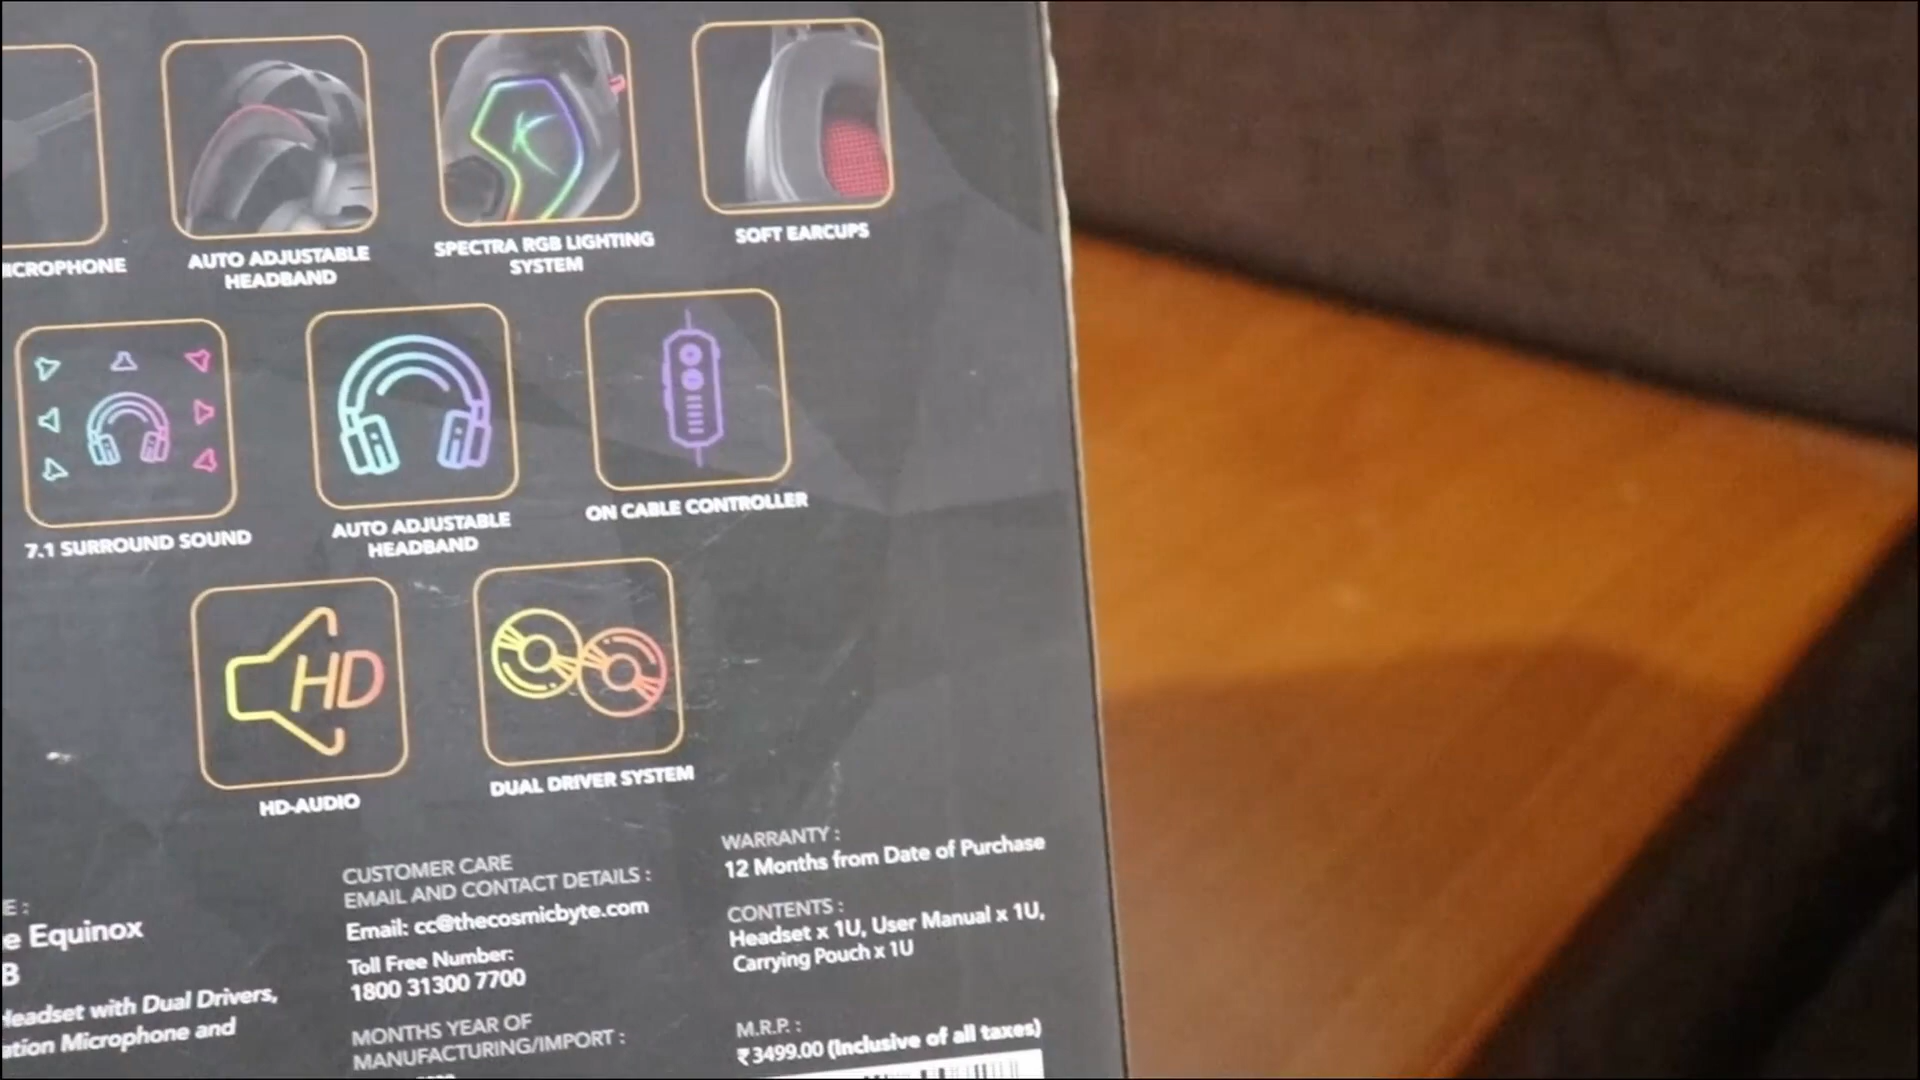 ICROPHONE
AUTO ADJUSTABLE
HEADBAND
SPECTRA RGB LIGHTING
SYSTEM
SOFT EARCUPS
7.1 SURROUND SOUND
AUTO ADJUSTABLE
HEADBAND
ON CABLE CONTROLLER
HD
HD-AUDIO
DUAL DRIVER SYSTEM
E :
e Equinox
B
Headset with Dual Drivers,
ation Microphone and
CUSTOMER CARE
EMAIL AND CONTACT DETAILS :
Email: cc@thecosmicbyte.com
Toll Free Number:
1800 31300 7700
MONTHS YEAR OF
MANUFACTURING/IMPORT :
WARRANTY :
12 Months from Date of Purchase
CONTENTS :
Headset x 1U, User Manual x 1U,
Carrying Pouch x 1U
M.R.P. :
₹ 3499.00 (Inclusive of all taxes)